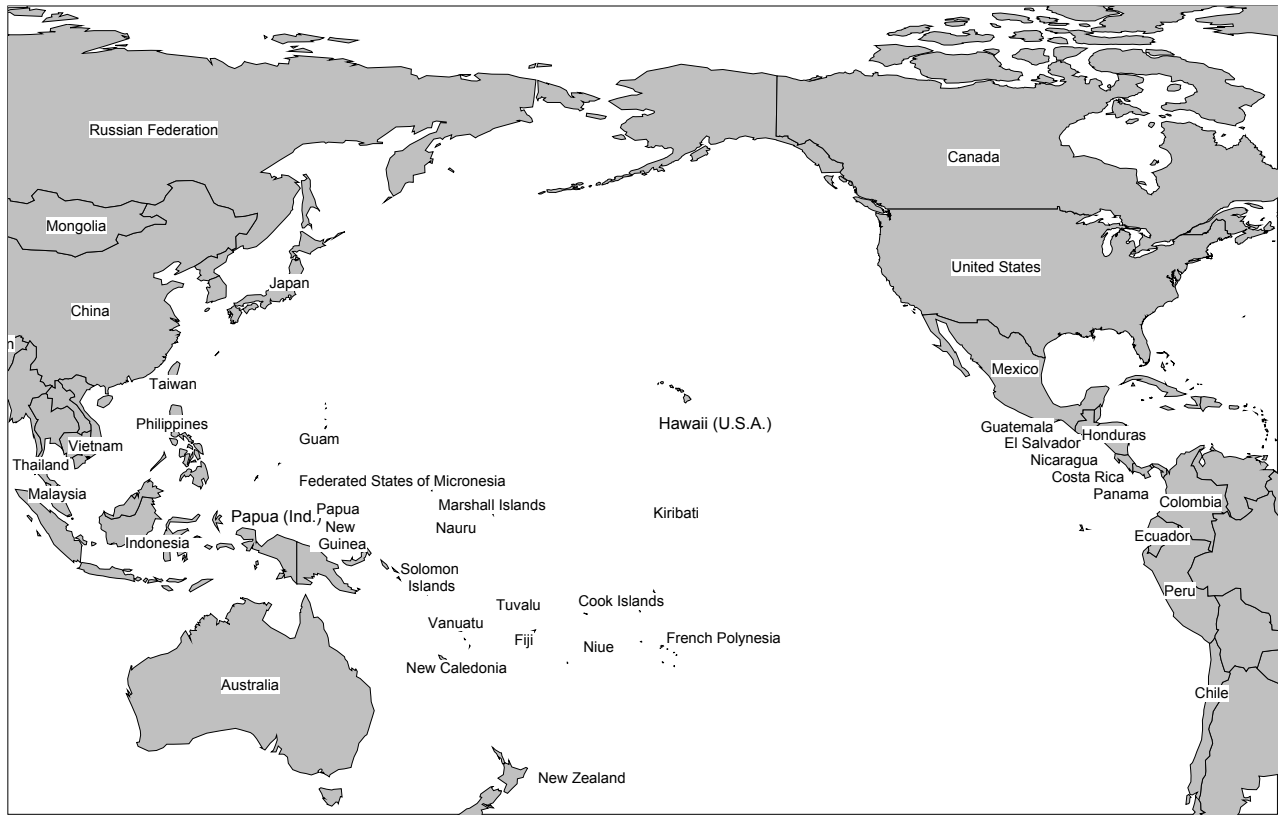 Russian Federation
Canada
Mongolia
United States
Japan
China
n
Mexico
Taiwan
Philippines
Hawaii (U.S.A.)
Guatemala
Honduras
Guam
El Salvador
Vietnam
Nicaragua
Thailand
Costa Rica
Federated States of Micronesia
Malaysia
Panama
Colombia
Marshall Islands
Papua (Ind.)
Papua
New
Guinea
Kiribati
Nauru
Ecuador
Indonesia
Solomon
Islands
Peru
Tuvalu
Cook Islands
Vanuatu
Fiji
Niue
French Polynesia
New Caledonia
Australia
Chile
New Zealand